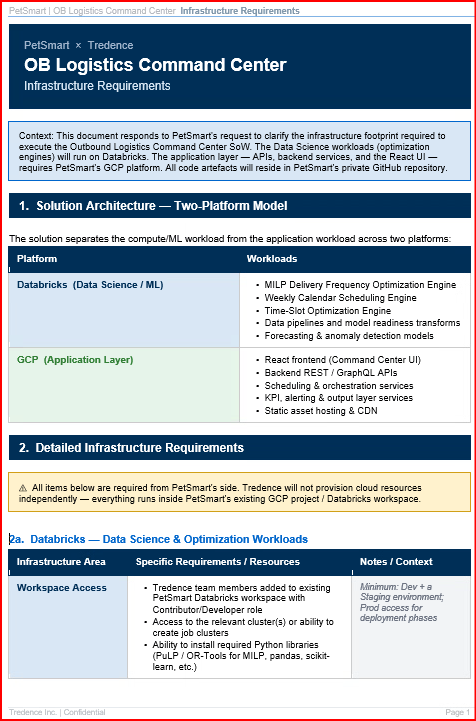 PetSmart | OB Logistics Command Center  Infrastructure Requirements
PetSmart × Tredence
OB Logistics Command Center
Infrastructure Requirements
Context: This document responds to PetSmart's request to clarify the infrastructure footprint required to
execute the Outbound Logistics Command Center SoW. The Data Science workloads (optimization
engines) will run on Databricks. The application layer — APIs, backend services, and the React UI —
requires PetSmart's GCP platform. All code artefacts will reside in PetSmart's private GitHub repository.
1. Solution Architecture — Two-Platform Model
The solution separates the compute/ML workload from the application workload across two platforms:
Platform
Workloads
Databricks (Data Science / ML)
• MILP Delivery Frequency Optimization Engine
• Weekly Calendar Scheduling Engine
• Time-Slot Optimization Engine
• Data pipelines and model readiness transforms
• Forecasting & anomaly detection models
GCP (Application Layer)
• React frontend (Command Center UI)
• Backend REST / GraphQL APIs
• Scheduling & orchestration services
• KPI, alerting & output layer services
• Static asset hosting & CDN
2. Detailed Infrastructure Requirements
⚠ All items below are required from PetSmart's side. Tredence will not provision cloud resources
independently — everything runs inside PetSmart's existing GCP project / Databricks workspace.
2a. Databricks — Data Science & Optimization Workloads
Infrastructure Area
Specific Requirements / Resources
Notes / Context
Workspace Access
• Tredence team members added to existing
PetSmart Databricks workspace with
Contributor/Developer role
• Access to the relevant cluster(s) or ability to
create job clusters
• Ability to install required Python libraries
(PuLP / OR-Tools for MILP, pandas, scikit-
learn, etc.)
Minimum: Dev + a
Staging environment;
Prod access for
deployment phases
Tredence Inc. | Confidential
Page 1